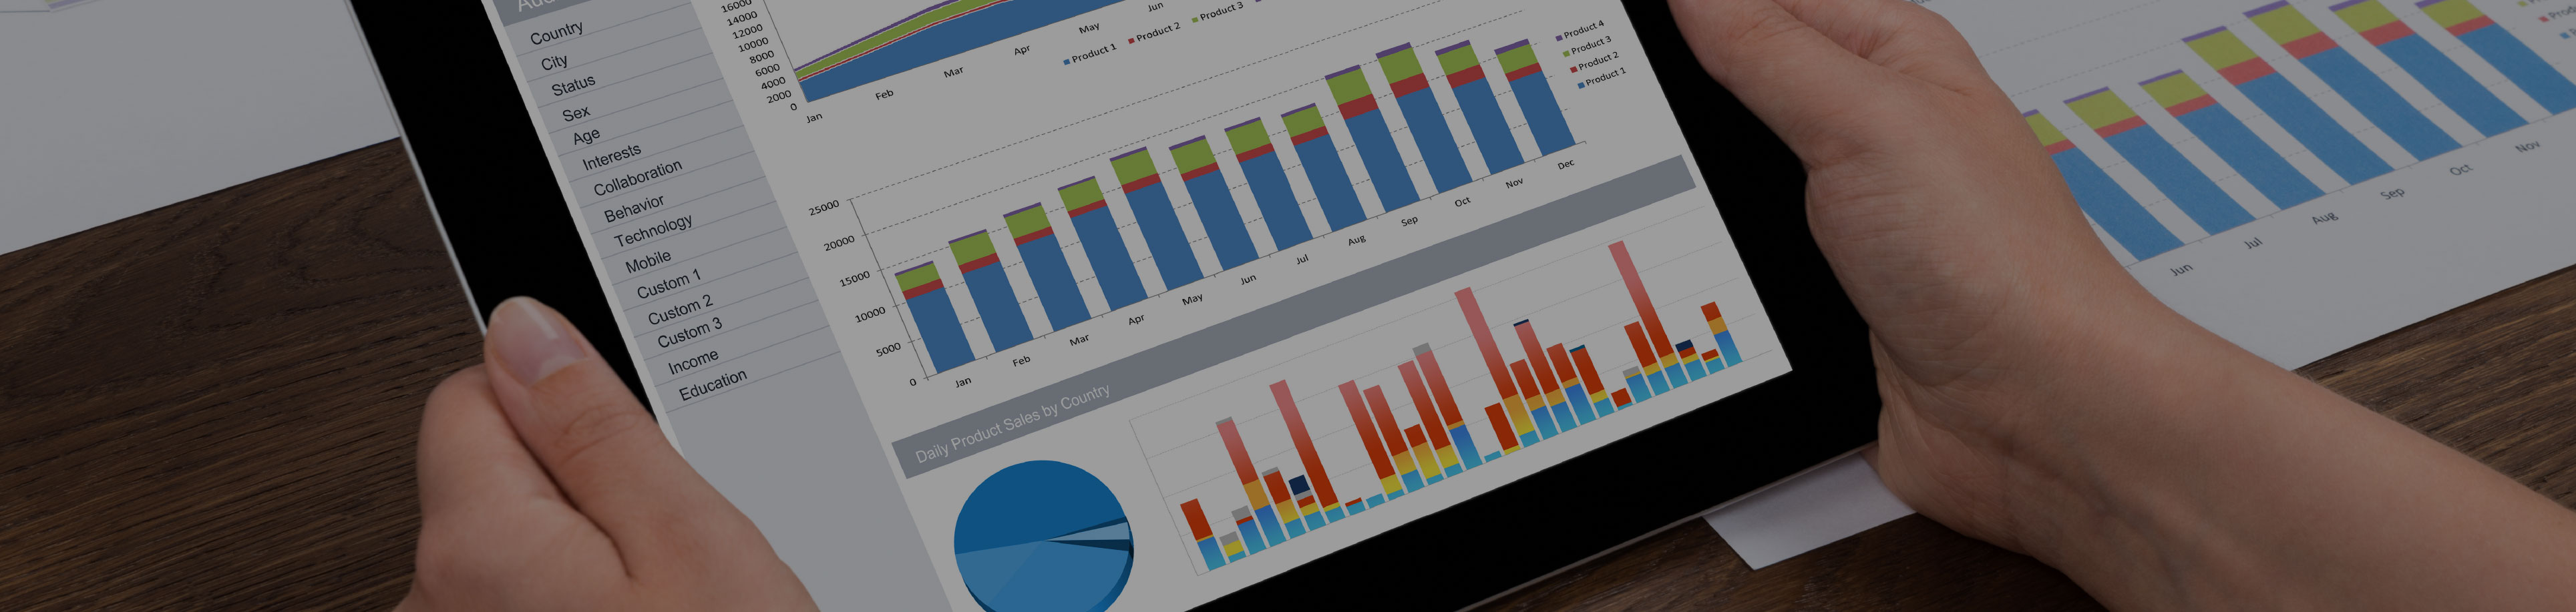 Country
City
Status
Sex
Age
Interests
Collaboration
Behavior
Technology
Mobile
Custom 1
Custom 2
Custom 3
Income
Education
16000
14000
12000
10000
8000
6000
4000
2000
0
Jan
Feb
Mar
Apr
May
Jun
Product 1
Product 2
Product 3
25000
20000
15000
10000
5000
0
Jan
Feb
Mar
Apr
May
Jun
Jul
Aug
Sep
Oct
Nov
Dec
Product 4
Product 3
Product 2
Product 1
Daily Product Sales by Country
Jun
Jul
Aug
Sep
Oct
Nov